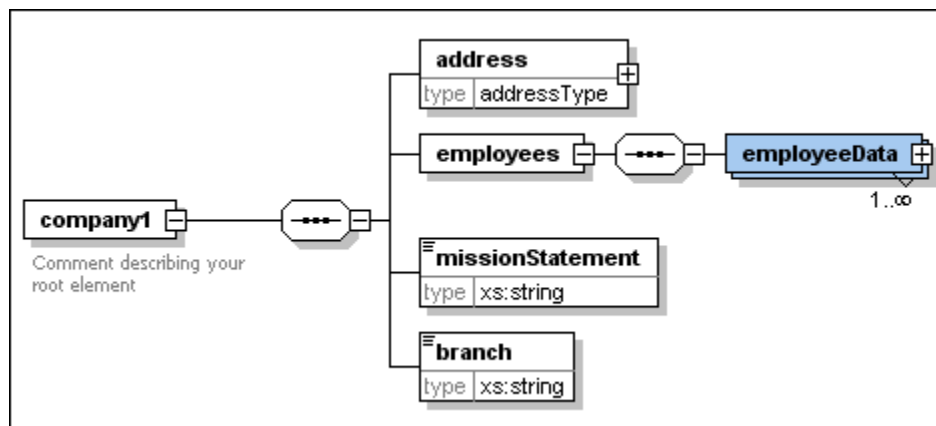 address
type addressType
employees
employeeData
1..∞
company1
Comment describing your
root element
missionStatement
type xs:string
branch
type xs:string